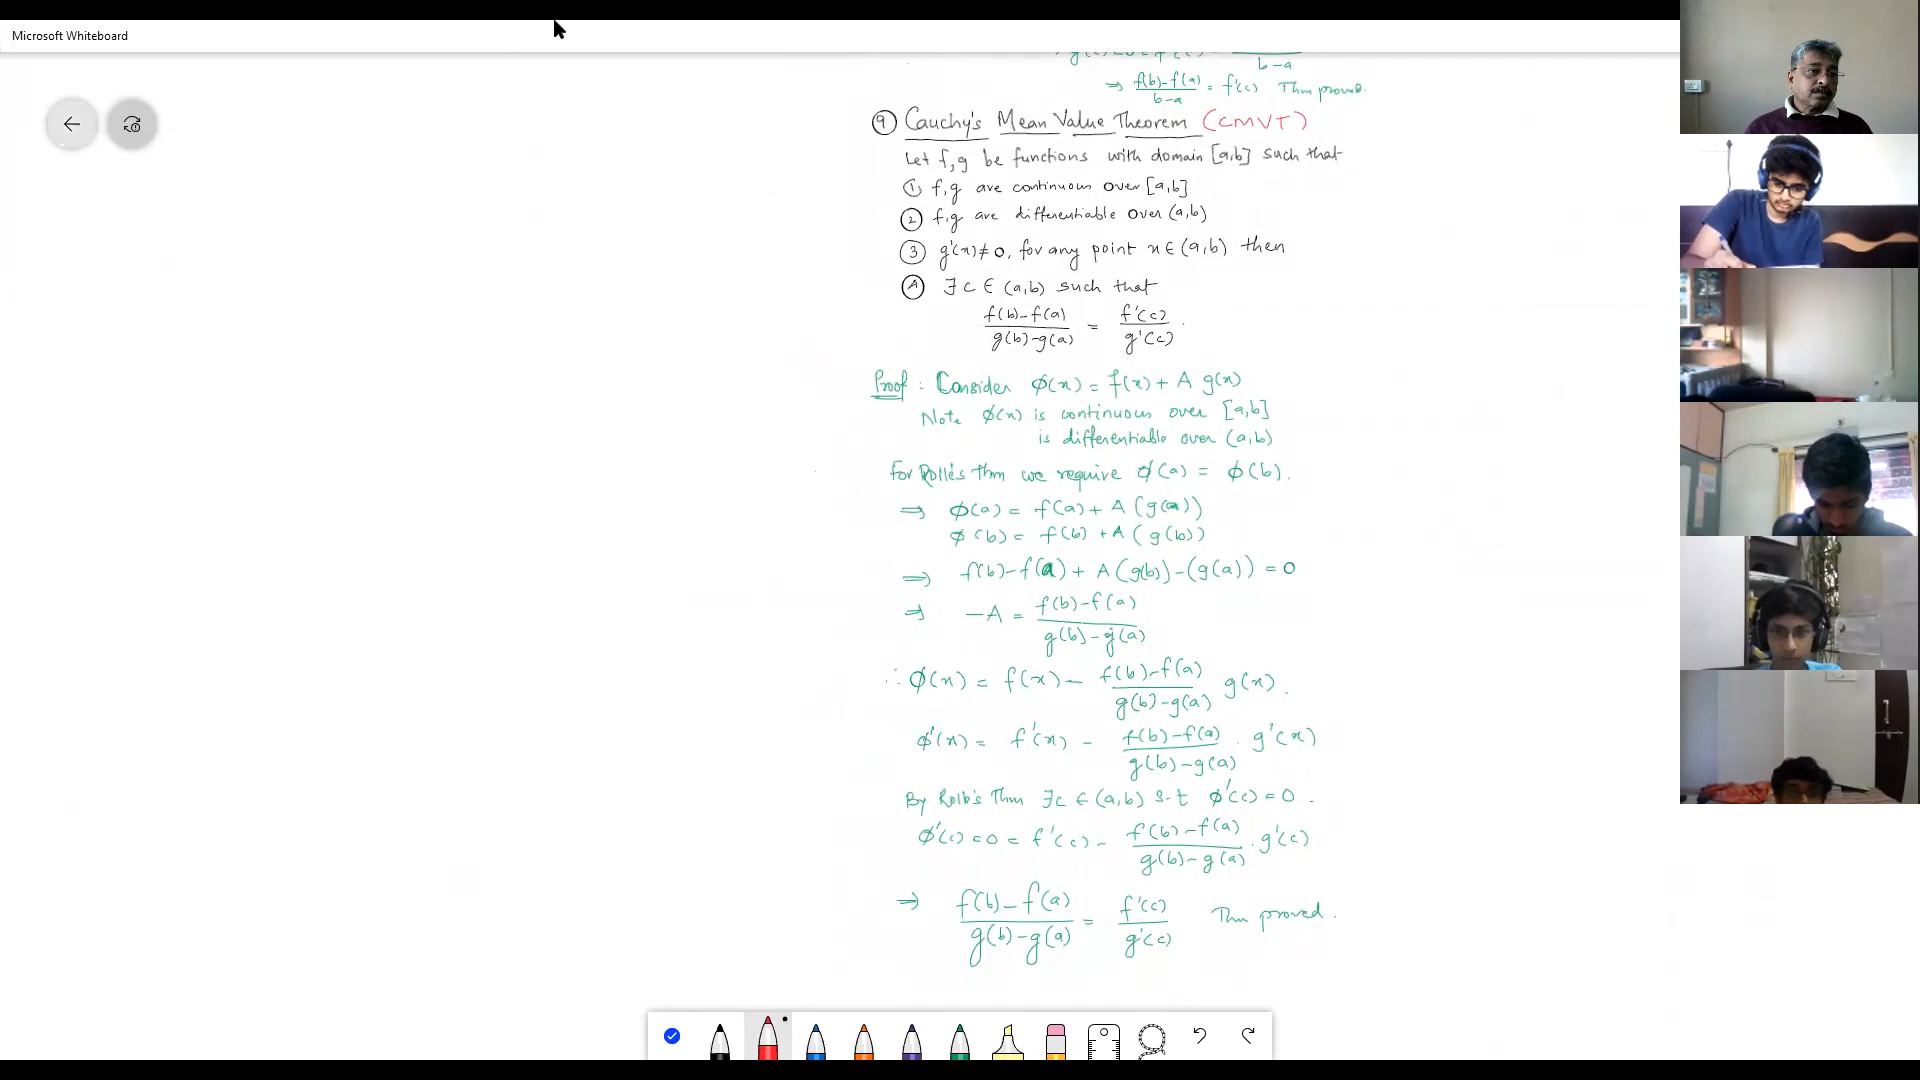 Microsoft Whiteboard
b-a
⇒ f(b)-f(a)/b-a = f'(c) Thm proved.
⑨ Cauchy's Mean Value Theorem (CMVT)
Let f,g be functions with domain [a,b] such that
① f,g are continuous over [a,b]
② f,g are differentiable over (a,b)
③ g'(x)≠0, for any point x∈(a,b) then
Ⓐ ∃ c ∈ (a,b) such that
f(b)-f(a)/g(b)-g(a) = f'(c)/g'(c).
Proof: Consider φ(x) = f(x) + A g(x)
Note φ(x) is continuous over [a,b]
is differentiable over (a,b)
For Rolle's thm we require φ(a) = φ(b).
⇒ φ(a) = f(a) + A (g(a))
φ(b) = f(b) + A (g(b))
⇒ f(b)-f(a) + A(g(b))-(g(a)) = 0
⇒ -A = f(b)-f(a)/g(b)-g(a)
∴ φ(x) = f(x) - f(b)-f(a)/g(b)-g(a) g(x).
φ'(x) = f'(x) - f(b)-f(a)/g(b)-g(a) . g'(x)
By Rolle's Thm ∃c ∈ (a,b) s.t φ'(c) = 0.
φ'(c) = 0 = f'(c) - f(b)-f(a)/g(b)-g(a) . g'(c)
⇒ f(b)-f(a)/g(b)-g(a) = f'(c)/g'(c) Thm proved.